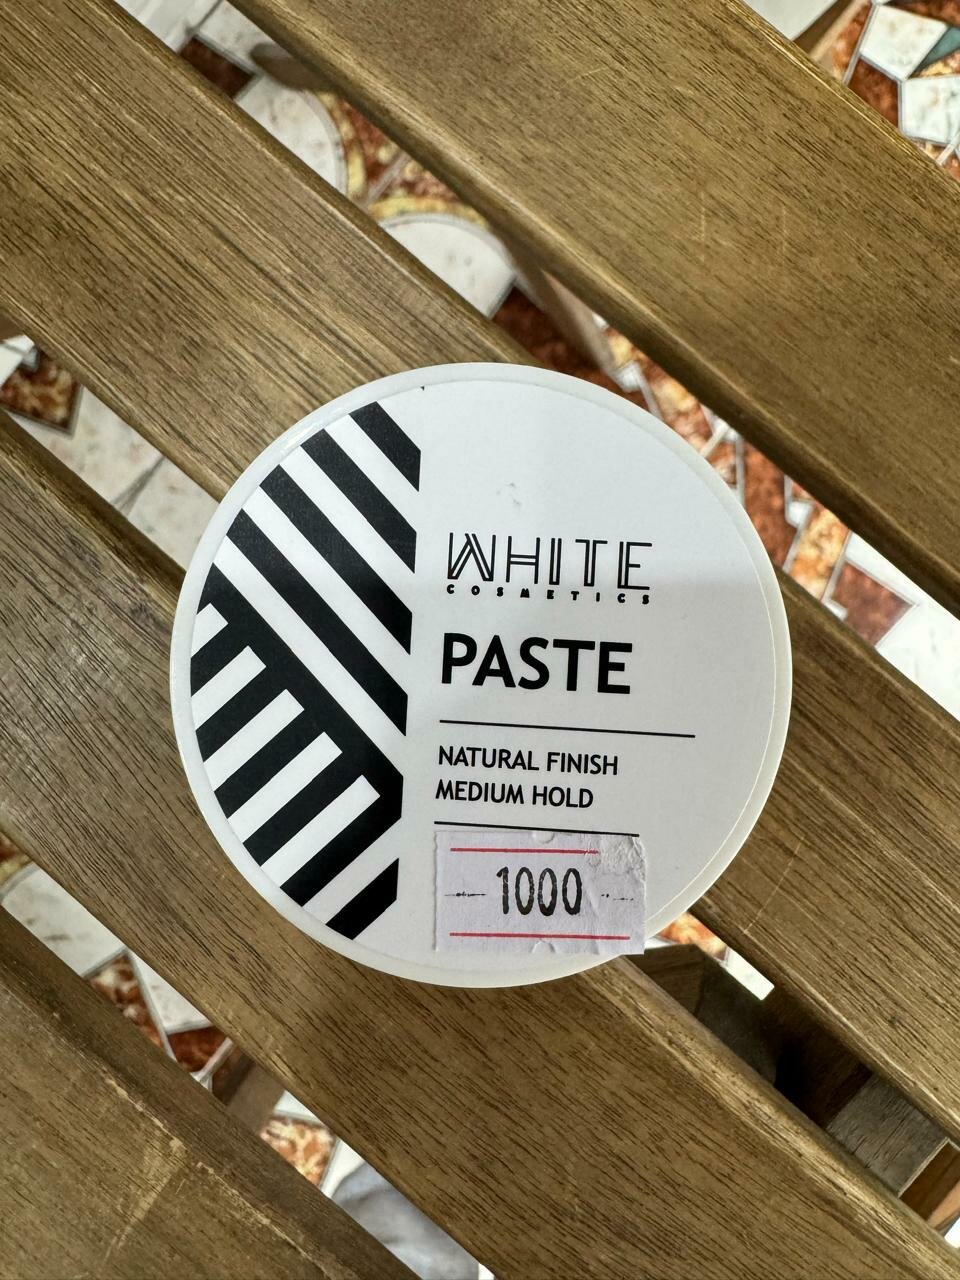 WHITE
COSMETICS
PASTE
NATURAL FINISH
MEDIUM HOLD
1000